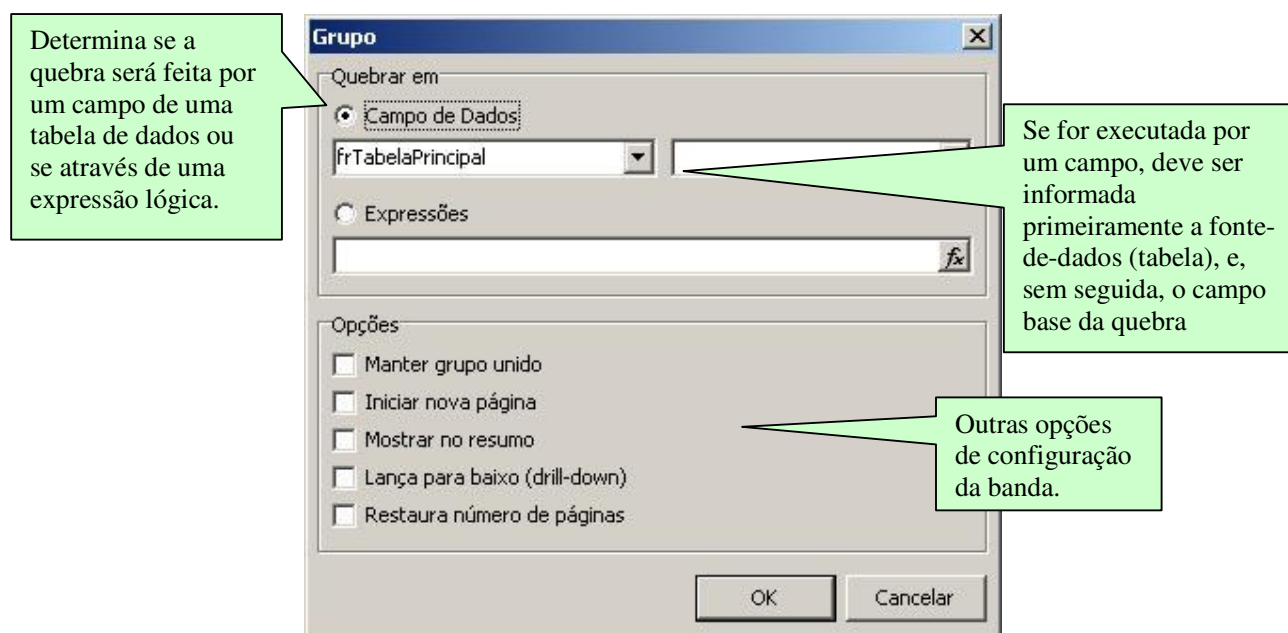 Determina se a
quebra será feita por
um campo de uma
tabela de dados ou
se através de uma
expressão lógica.
Grupo
Quebrar em
Campo de Dados
frTabelaPrincipal
Expressões
fx
Se for executada por
um campo, deve ser
informada
primeiramente a fonte-
de-dados (tabela), e,
sem seguida, o campo
base da quebra
Opções
Manter grupo unido
Iniciar nova página
Mostrar no resumo
Lança para baixo (drill-down)
Restaura número de páginas
Outras opções
de configuração
da banda.
OK
Cancelar